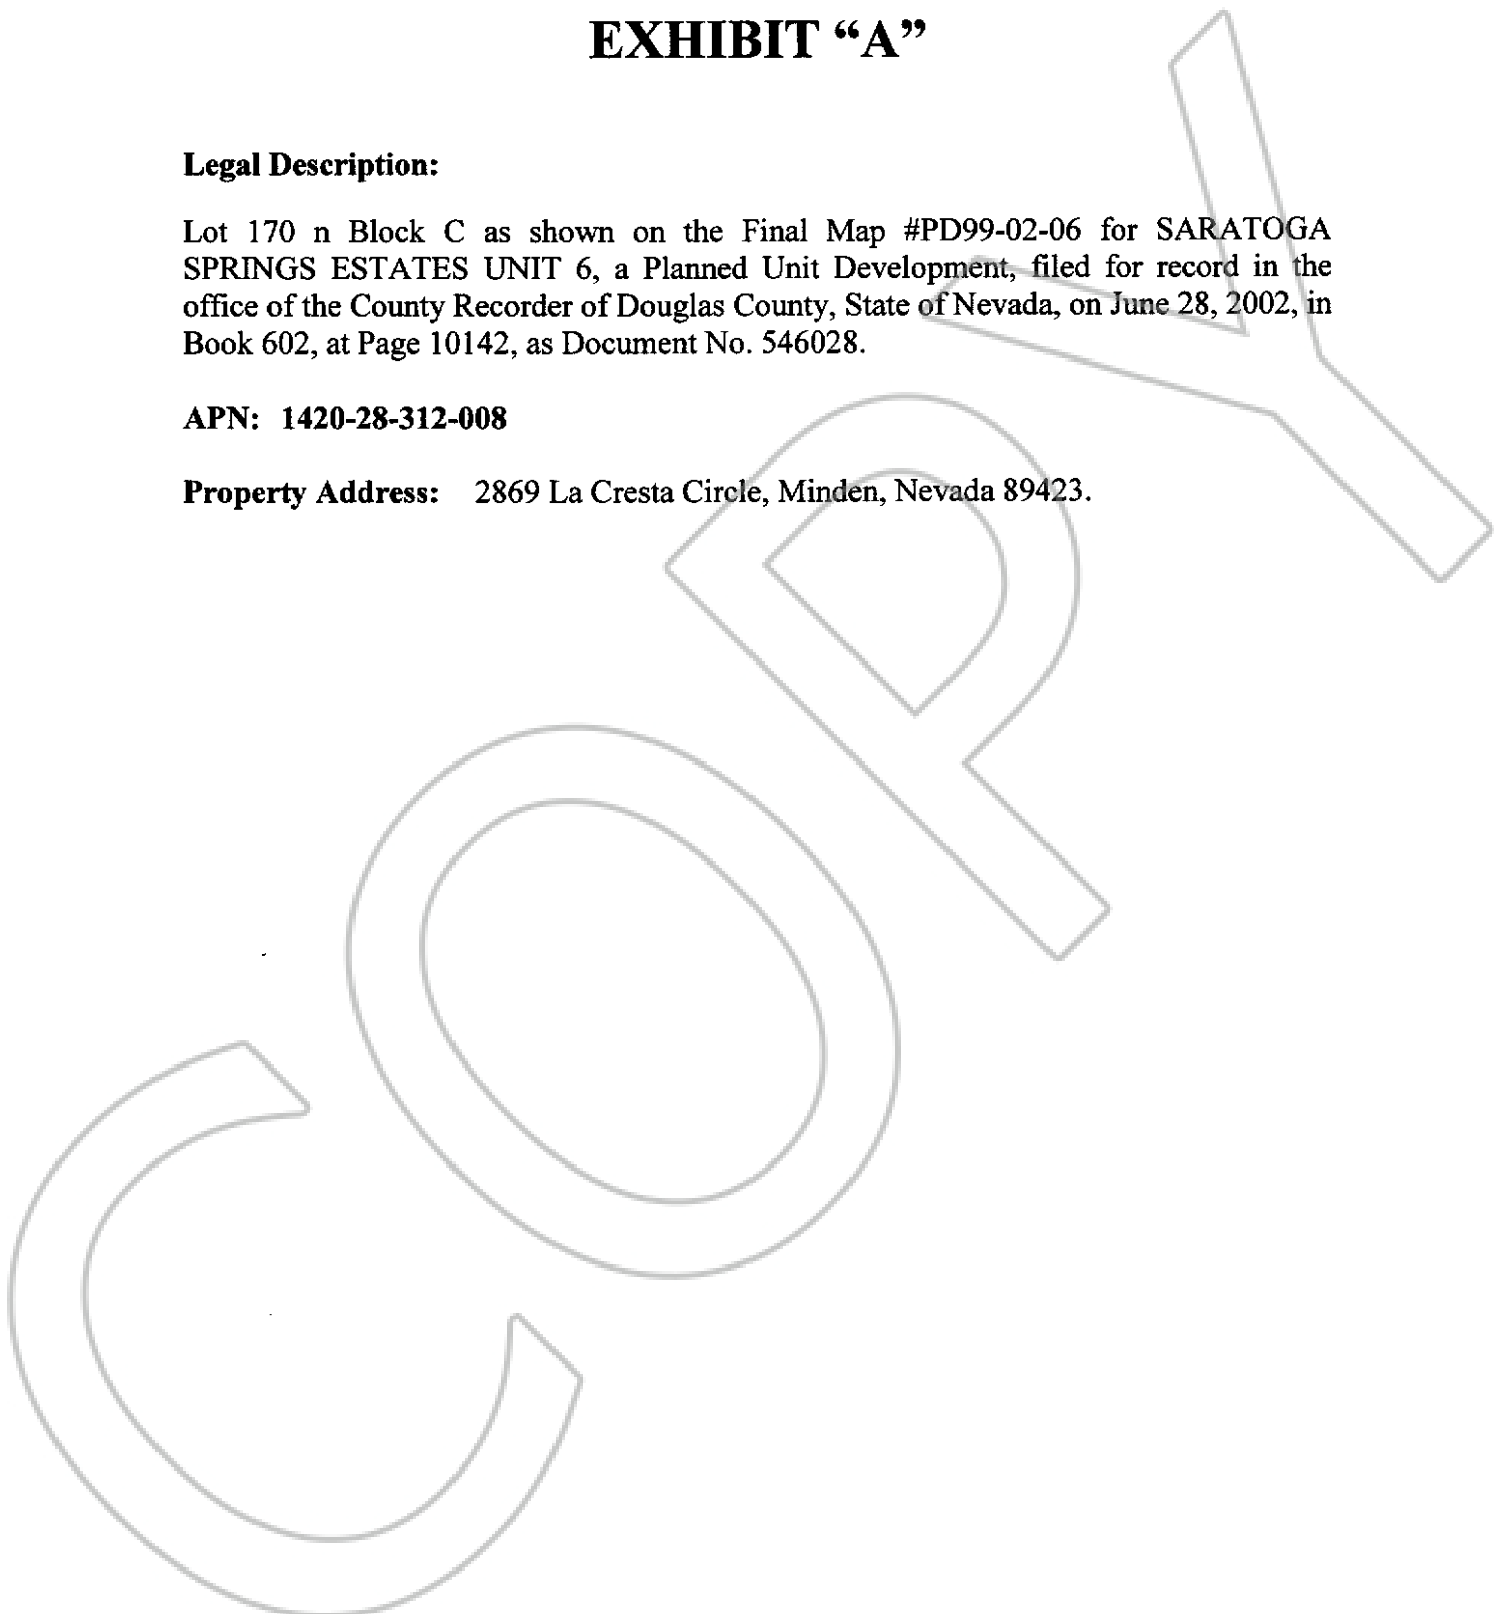 EXHIBIT “A”
Legal Description:
Lot 170 n Block C as shown on the Final Map #PD99-02-06 for SARATOGA
SPRINGS ESTATES UNIT 6, a Planned Unit Development, filed for record in the
office of the County Recorder of Douglas County, State of Nevada, on June 28, 2002, in
Book 602, at Page 10142, as Document No. 546028.
APN: 1420-28-312-008
Property Address: 2869 La Cresta Circle, Minden, Nevada 89423.
COPY